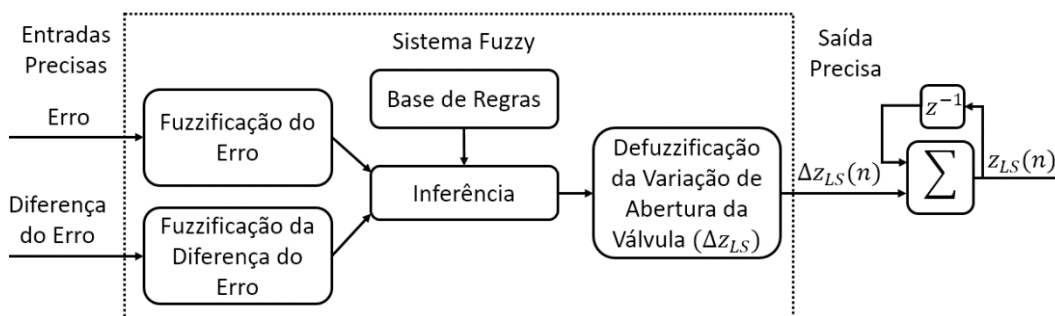 Entradas
Precisas
Sistema Fuzzy
Saída
Precisa
Erro
Fuzzificação do
Erro
Base de Regras
Inferência
Diferença
do Erro
Fuzzificação da
Diferença do
Erro
Defuzzificação
da Variação de
Abertura da
Válvula (Δz_{LS})
Δz_{LS}(n)
z^{-1}
Σ
z_{LS}(n)